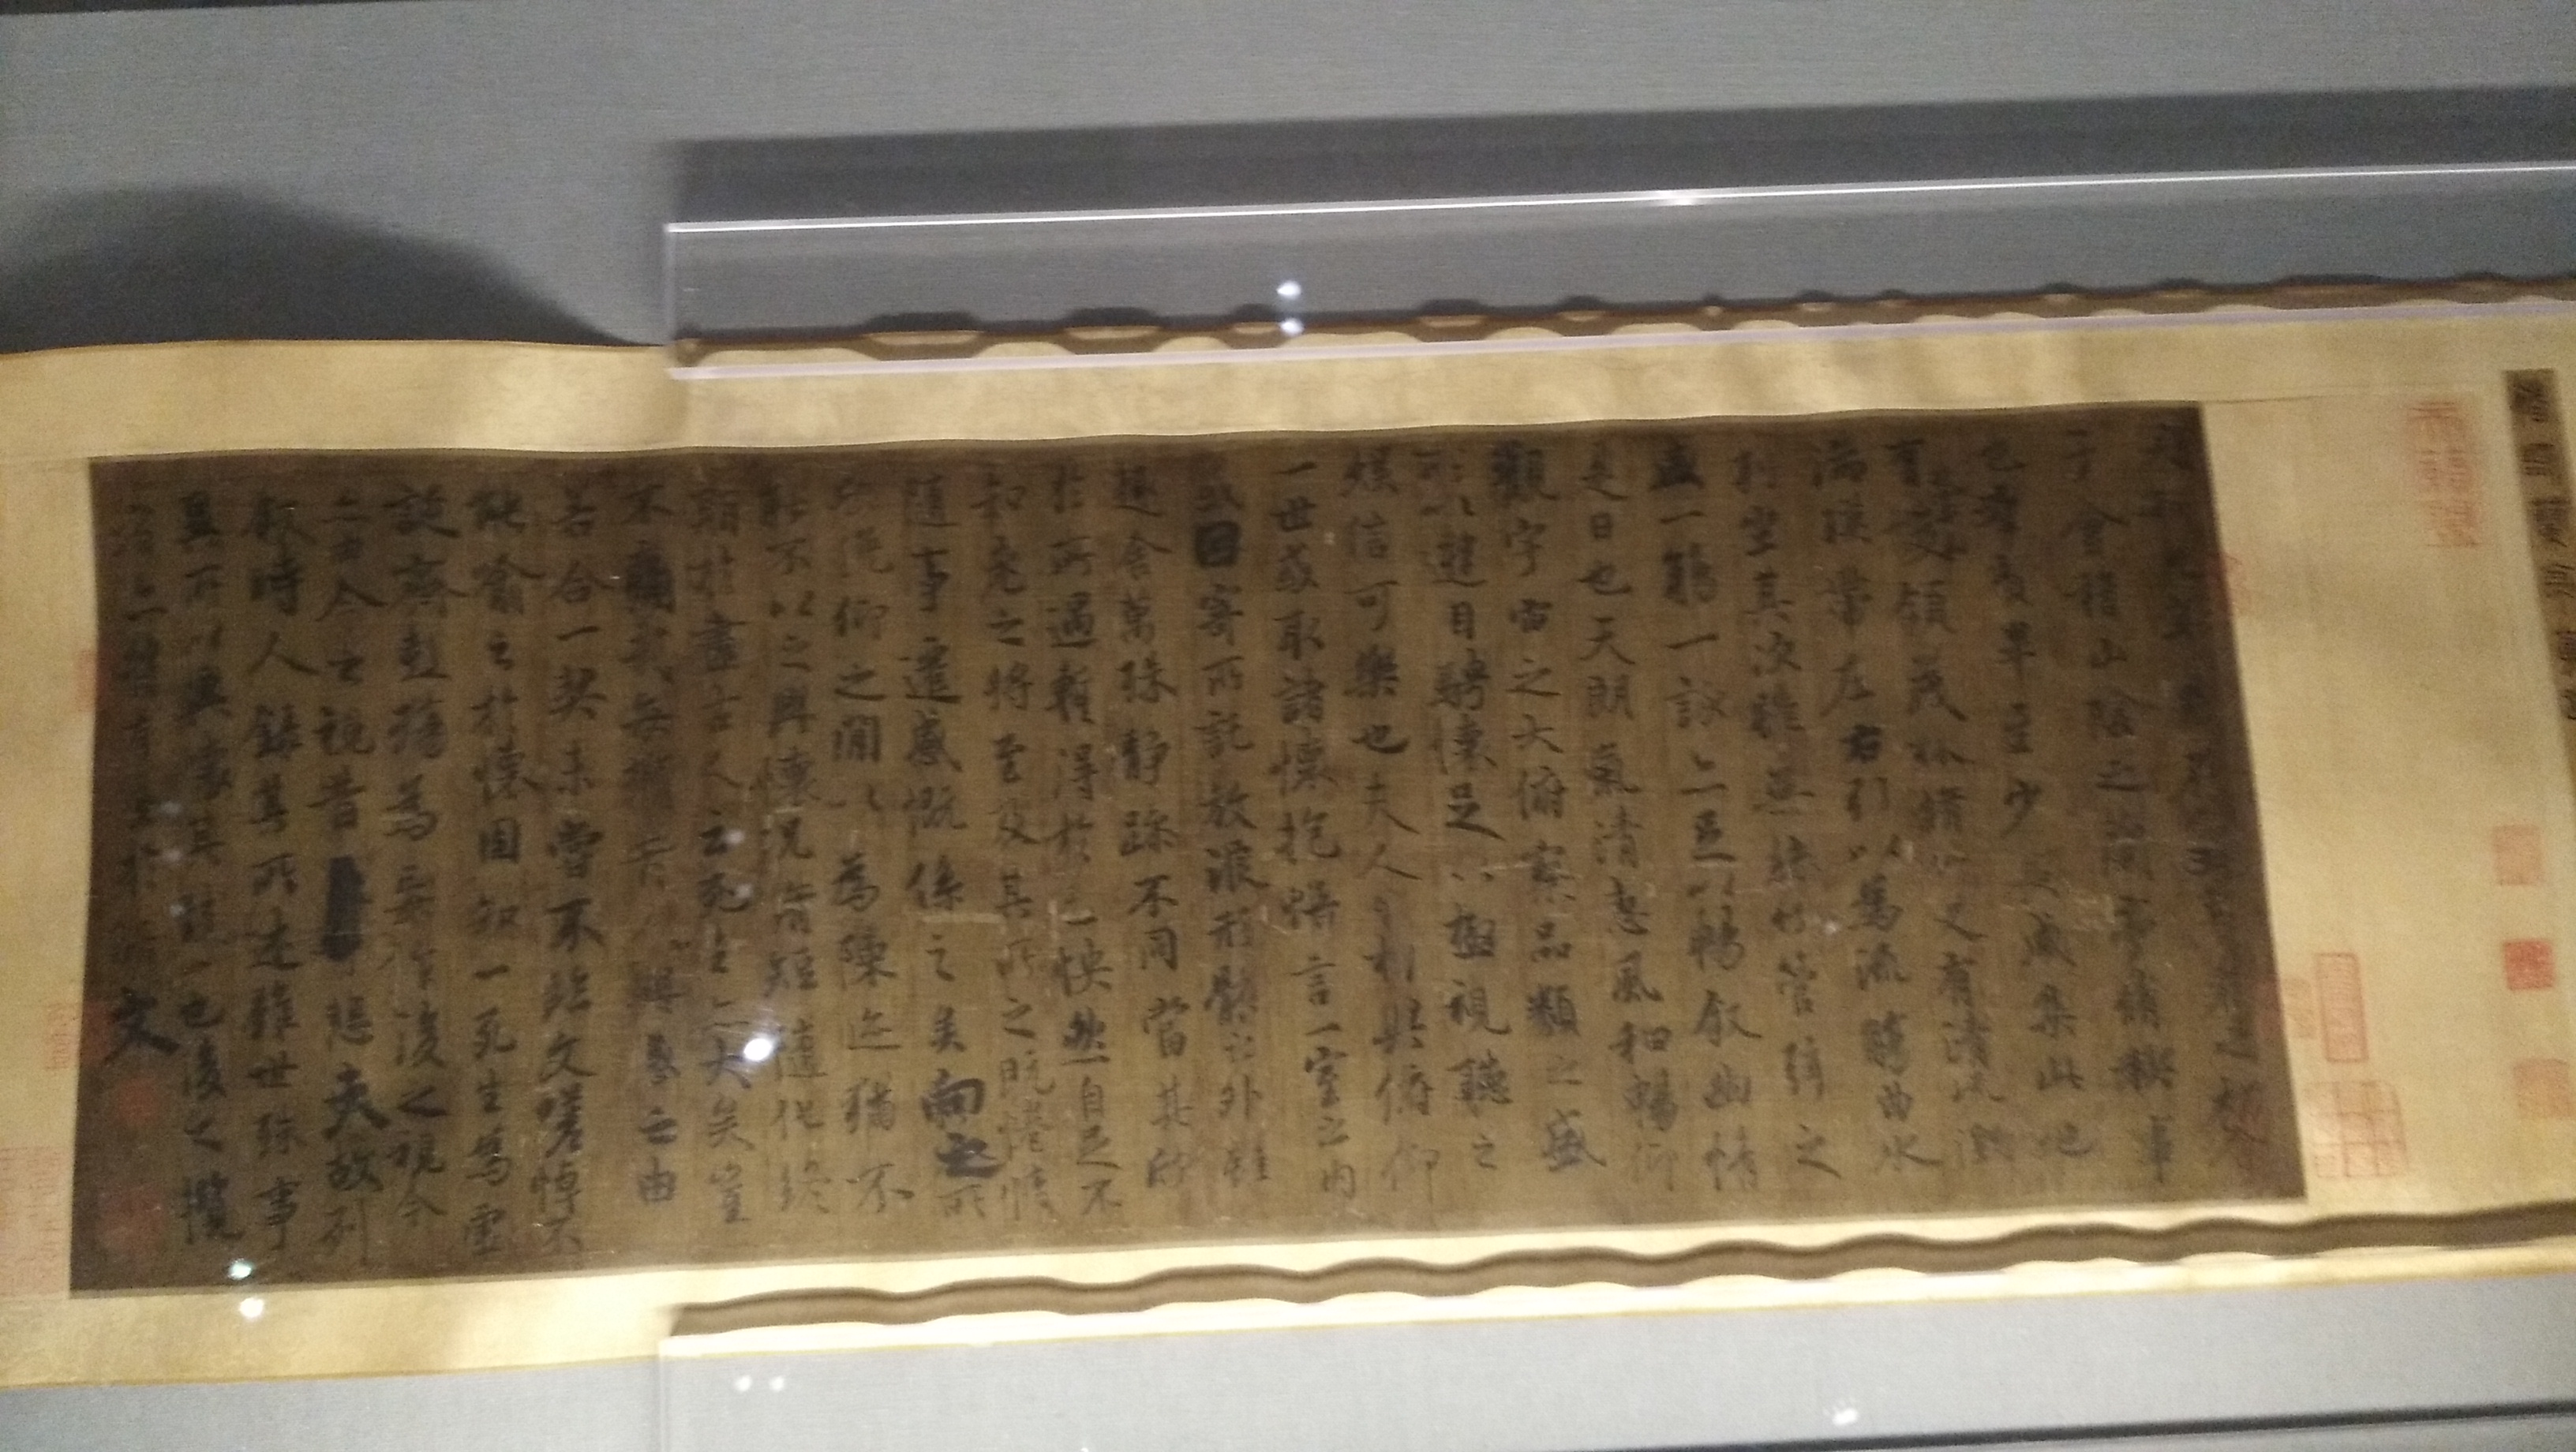 永和九年歲在癸丑暮春之初
于會稽山陰之蘭亭脩稧事
也羣賢畢至少長咸集此地
有崇山峻領茂林脩竹又有清流激
湍暎帶左右引以為流觴曲水
列坐其次雖無絲竹管弦之
盛一觴一詠亦足以暢叙幽情
是日也天朗氣清惠風和暢仰
觀宇宙之大俯察品類之盛
所以遊目騁懷足以極視聽之
娛信可樂也夫人之相與俯仰
一世或取諸懷抱悟言一室之內
或因寄所託放浪形骸之外雖
趣舍萬殊靜躁不同當其欣
於所遇暫得於己怏然自足不
知老之將至及其所之既惓情
隨事遷感慨係之矣向之所
欣俛仰之閒以為陳迹猶不
能不以之興懷況脩短隨化終
期於盡古人云死生亦大矣豈
不痛哉每攬昔人興感之由
若合一契未嘗不臨文嗟悼不
能喻之於懷固知一死生為虛
誕齊彭殤為妄作後之視今
亦由今之視昔悲夫故列
叙時人錄其所述雖世殊事
異所以興懷其致一也後之攬
者亦將有感於斯文